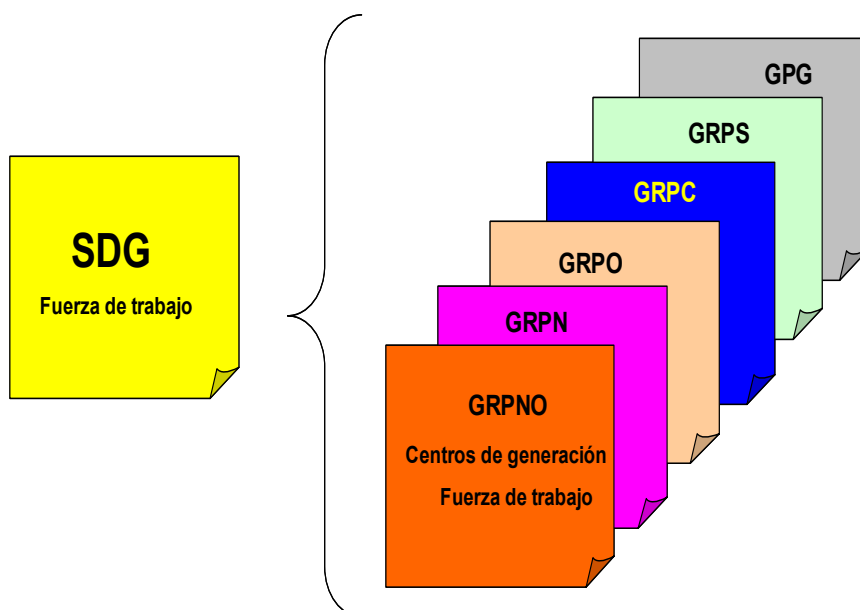 SDG
Fuerza de trabajo
GPG
GRPS
GRPC
GRPO
GRPN
GRPNO
Centros de generación
Fuerza de trabajo